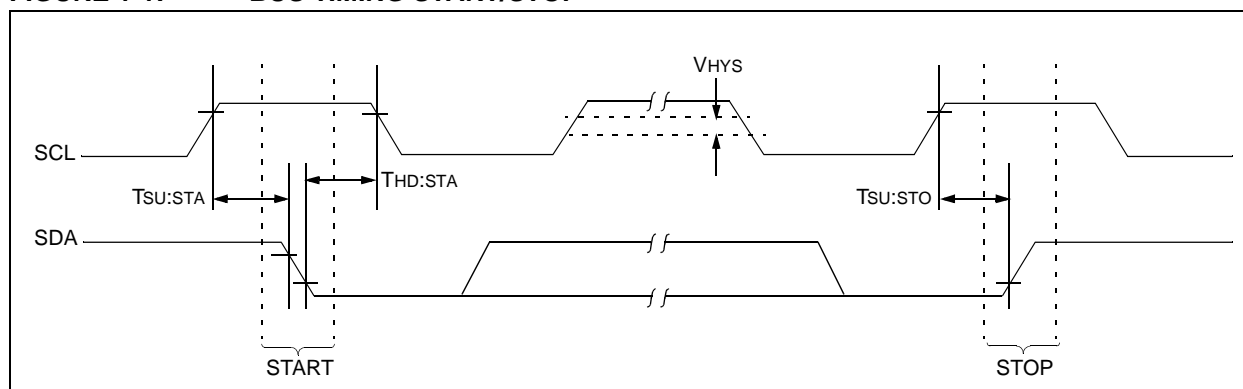 FIGURE 1-1: BUS TIMING START/STOP
VHYS
SCL
THD:STA
TSU:STA
TSU:STO
SDA
START
STOP